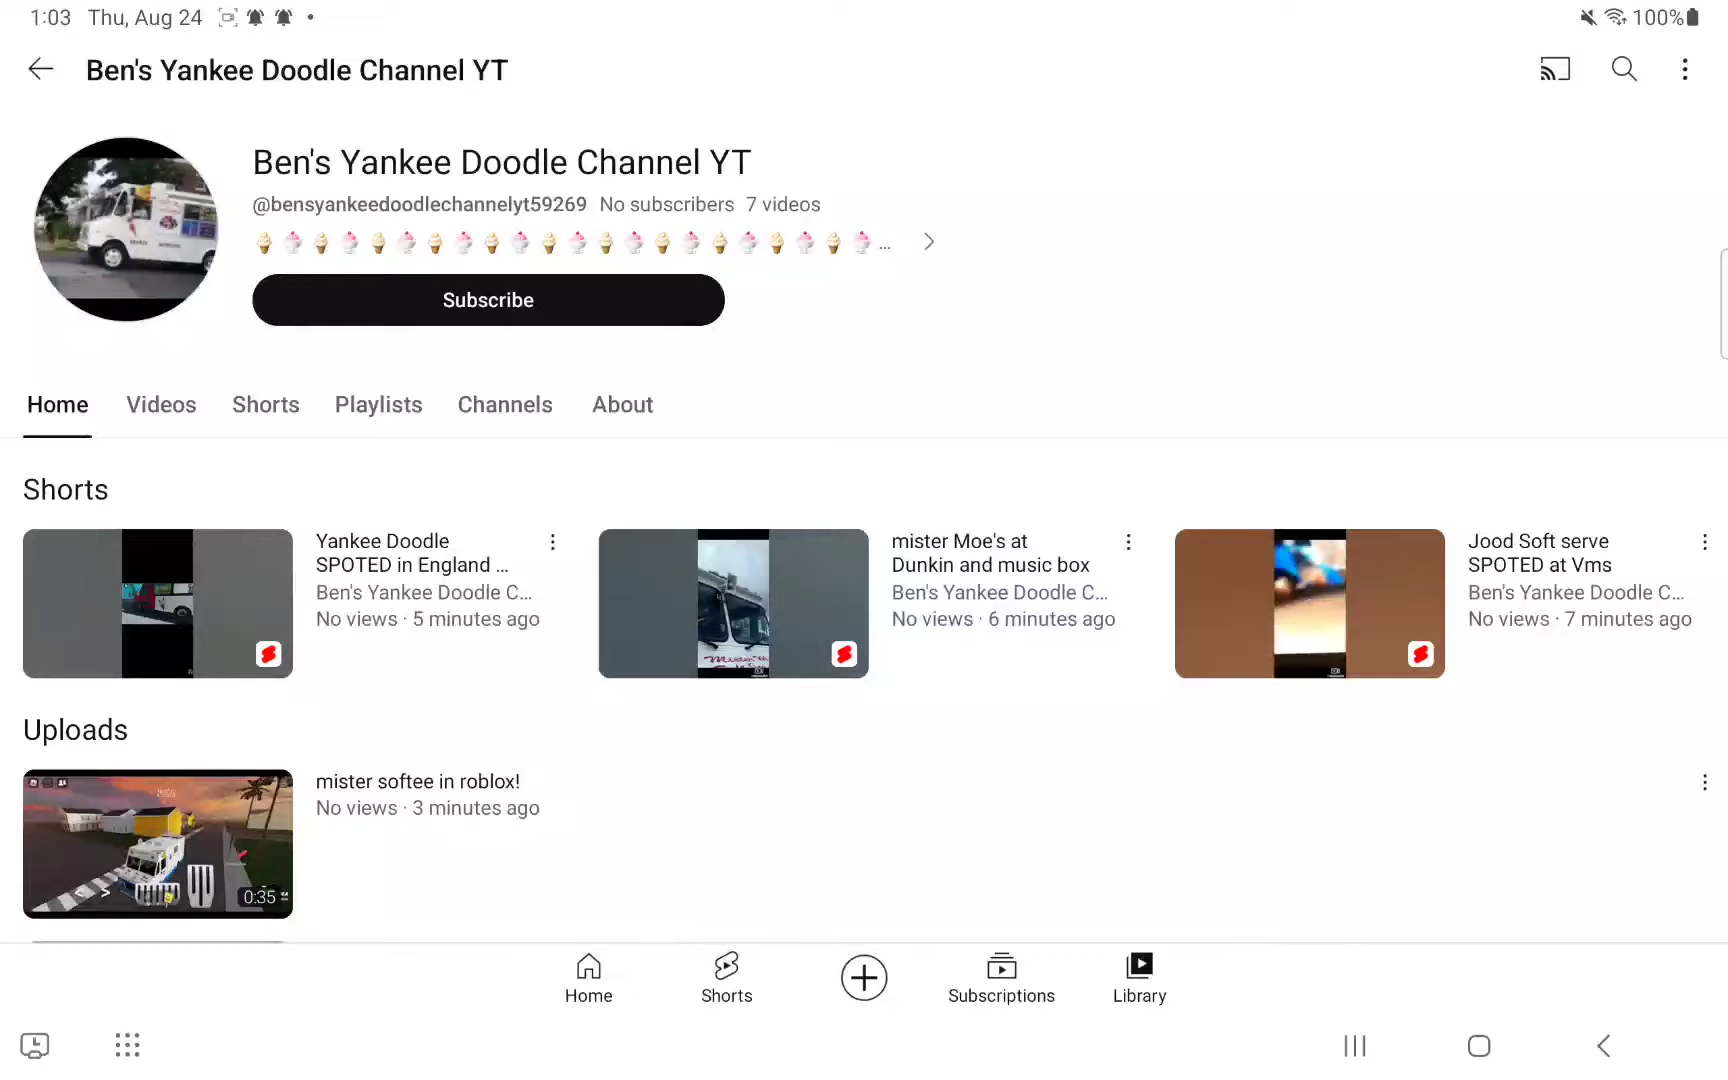 1:03 Thu, Aug 24 100%
Ben's Yankee Doodle Channel YT
Ben's Yankee Doodle Channel YT
@bensyankeedoodlechannelyt59269 No subscribers 7 videos
...
Subscribe
Home Videos Shorts Playlists Channels About
Shorts
Yankee Doodle
SPOTED in England ...
Ben's Yankee Doodle C...
No views · 5 minutes ago
mister Moe's at
Dunkin and music box
Ben's Yankee Doodle C...
No views · 6 minutes ago
Jood Soft serve
SPOTED at Vms
Ben's Yankee Doodle C...
No views · 7 minutes ago
Uploads
mister softee in roblox!
No views · 3 minutes ago
0:35
Home Shorts Subscriptions Library